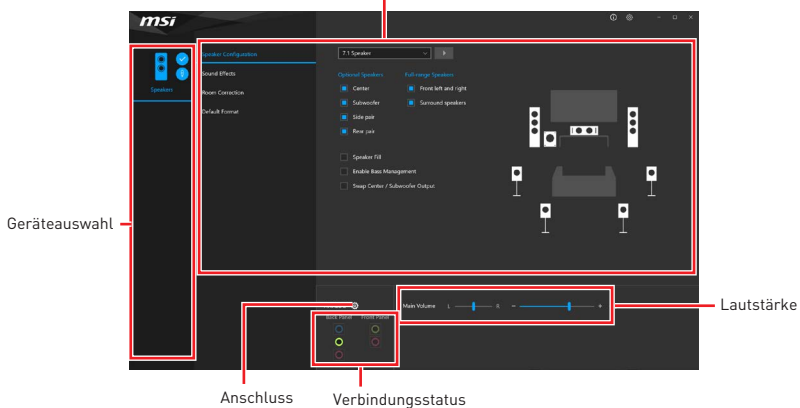 msi
Speakers
Speaker Configuration
Sound Effects
Room Correction
Default Format
7.1 Speaker
Optional Speakers
Full-range Speakers
Center
Front left and right
Subwoofer
Surround speakers
Side pair
Rear pair
Speaker Fill
Enable Bass Management
Swap Center / Subwoofer Output
Geräteauswahl
Main Volume
L
R
-
+
Lautstärke
Back Panel
Front Panel
Anschluss
Verbindungsstatus